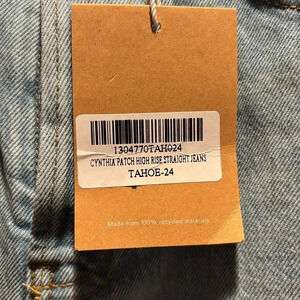 1304770TAH024
CYNTHIA PATCH HIGH RISE STRAIGHT JEANS
TAHOE-24
Made from 100% recycled materials